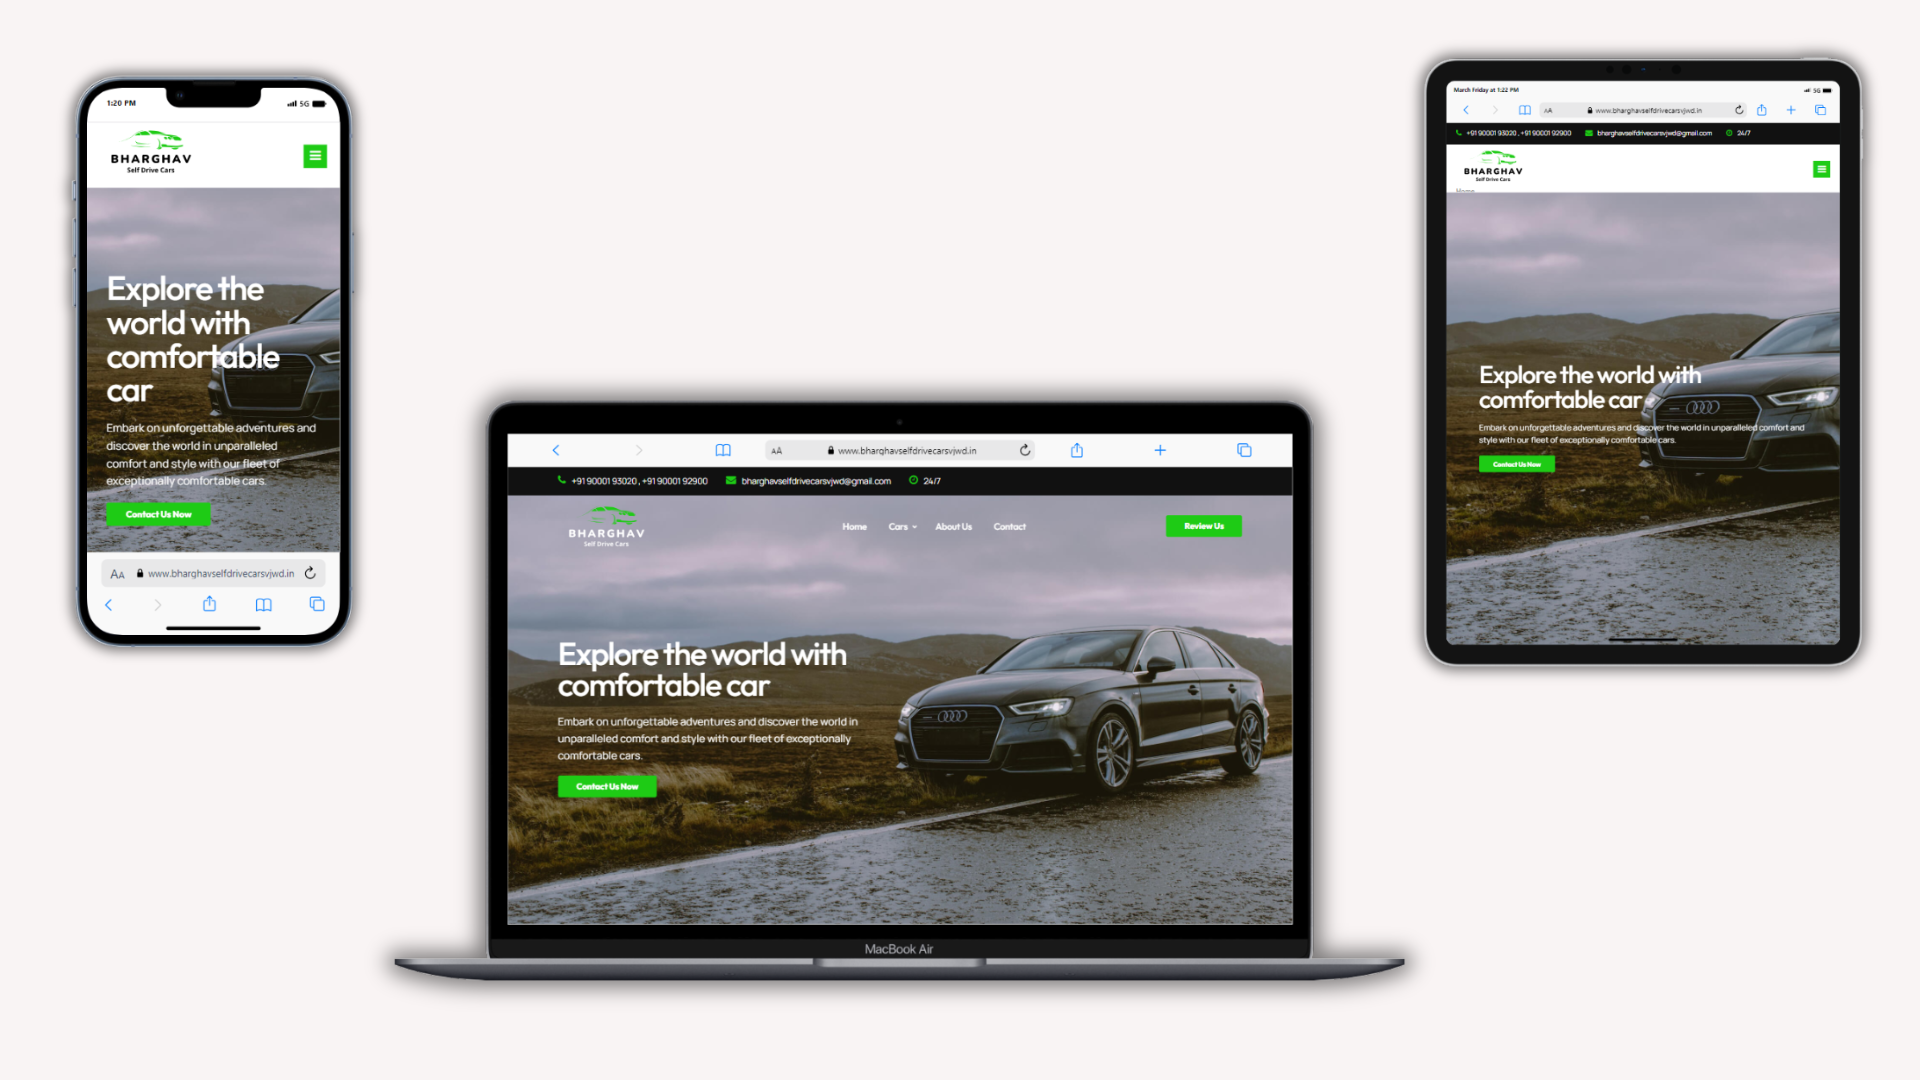 1:20 PM
5G
BHARGHAV
Self Drive Cars
Explore the
world with
comfortable
car
Embark on unforgettable adventures and
discover the world in unparalleled
comfort and style with our fleet of
exceptionally comfortable cars.
Contact Us Now
AA www.bharghavselfdrivecarsvjwd.in
AA www.bharghavselfdrivecarsvjwd.in
+91 90001 93020 , +91 90001 92900 bharghavselfdrivecarsvjwd@gmail.com 24/7
BHARGHAV
Self Drive Cars
Home Cars About Us Contact Review Us
Explore the world with
comfortable car
Embark on unforgettable adventures and discover the world in
unparalleled comfort and style with our fleet of exceptionally
comfortable cars.
Contact Us Now
MacBook Air
March Friday at 1:22 PM 5G
AA www.bharghavselfdrivecarsvjwd.in
+91 90001 93020 , +91 90001 92900 bharghavselfdrivecarsvjwd@gmail.com 24/7
BHARGHAV
Self Drive Cars
Home
Explore the world with
comfortable car
Embark on unforgettable adventures and discover the world in unparalleled comfort and
style with our fleet of exceptionally comfortable cars.
Contact Us Now